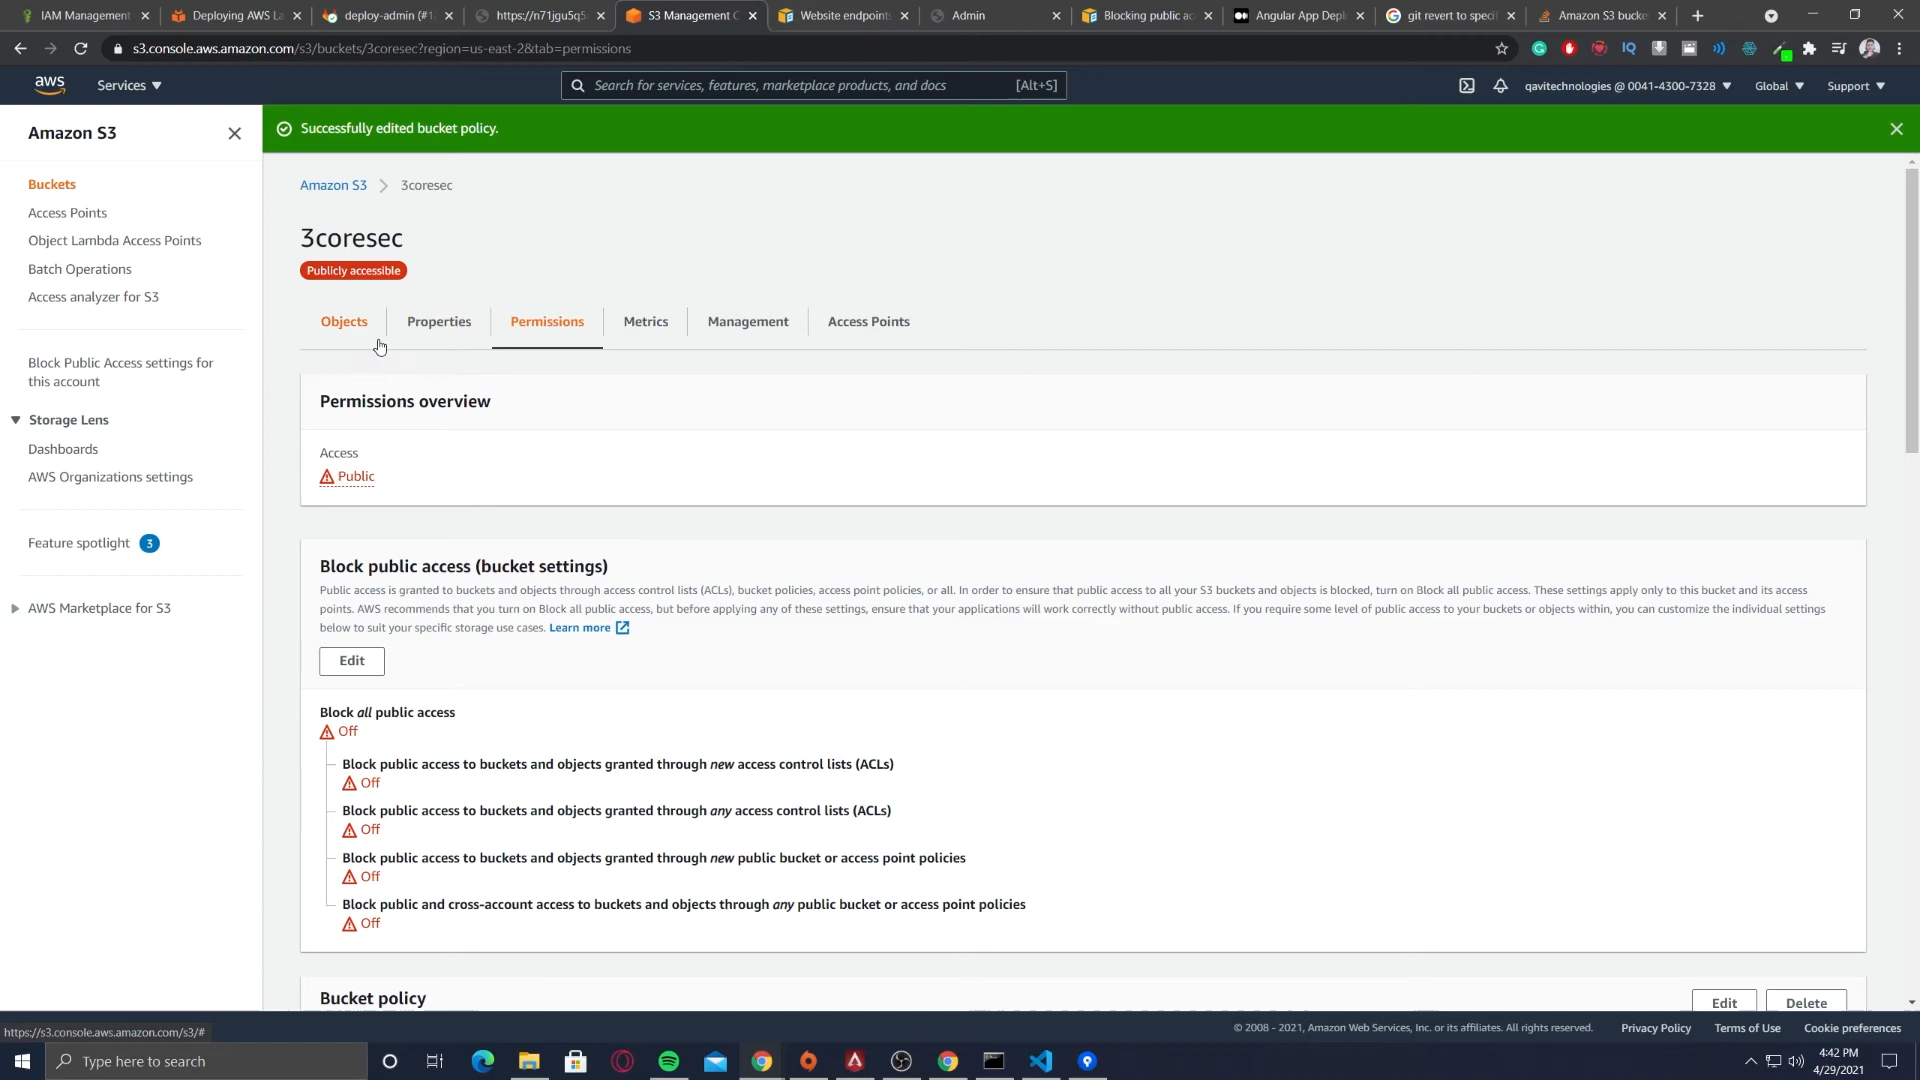 IAM Management
Deploying AWS La
deploy-admin (#1
https://n71jgu5q5
S3 Management C
Website endpoints
Admin
Blocking public ac
Angular App Depl
git revert to specif
Amazon S3 bucke
s3.console.aws.amazon.com/s3/buckets/3coresec?region=us-east-2&tab=permissions
aws
Services
Search for services, features, marketplace products, and docs
[Alt+S]
qavitechnologies @ 0041-4300-7328
Global
Support
Amazon S3
Successfully edited bucket policy.
Buckets
Access Points
Object Lambda Access Points
Batch Operations
Access analyzer for S3
Block Public Access settings for
this account
Storage Lens
Dashboards
AWS Organizations settings
Feature spotlight 3
AWS Marketplace for S3
Amazon S3 > 3coresec
3coresec
Publicly accessible
Objects
Properties
Permissions
Metrics
Management
Access Points
Permissions overview
Access
Public
Block public access (bucket settings)
Public access is granted to buckets and objects through access control lists (ACLs), bucket policies, access point policies, or all. In order to ensure that public access to all your S3 buckets and objects is blocked, turn on Block all public access. These settings apply only to this bucket and its access
points. AWS recommends that you turn on Block all public access, but before applying any of these settings, ensure that your applications will work correctly without public access. If you require some level of public access to your buckets or objects within, you can customize the individual settings
below to suit your specific storage use cases. Learn more
Edit
Block all public access
Off
Block public access to buckets and objects granted through new access control lists (ACLs)
Off
Block public access to buckets and objects granted through any access control lists (ACLs)
Off
Block public access to buckets and objects granted through new public bucket or access point policies
Off
Block public and cross-account access to buckets and objects through any public bucket or access point policies
Off
Bucket policy
Edit
Delete
https://s3.console.aws.amazon.com/s3/#
© 2008 - 2021, Amazon Web Services, Inc. or its affiliates. All rights reserved.
Privacy Policy
Terms of Use
Cookie preferences
Type here to search
4:42 PM
4/29/2021